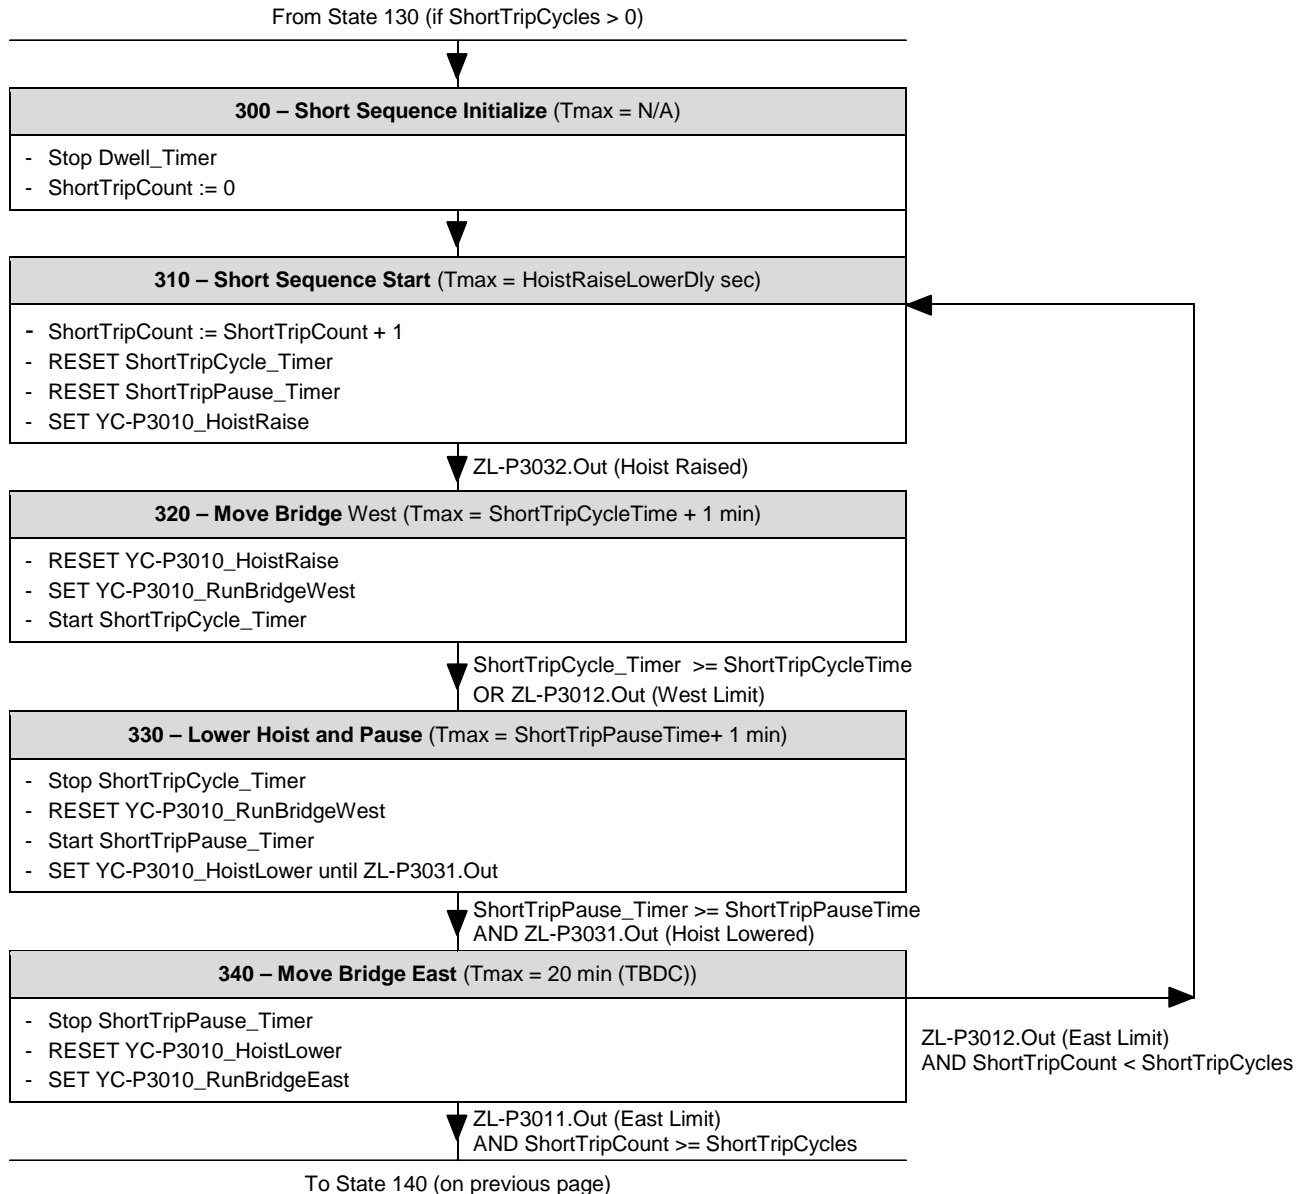 From State 130 (if ShortTripCycles > 0)
300 – Short Sequence Initialize (Tmax = N/A)
- Stop Dwell_Timer
- ShortTripCount := 0
310 – Short Sequence Start (Tmax = HoistRaiseLowerDly sec)
- ShortTripCount := ShortTripCount + 1
- RESET ShortTripCycle_Timer
- RESET ShortTripPause_Timer
- SET YC-P3010_HoistRaise
ZL-P3032.Out (Hoist Raised)
320 – Move Bridge West (Tmax = ShortTripCycleTime + 1 min)
- RESET YC-P3010_HoistRaise
- SET YC-P3010_RunBridgeWest
- Start ShortTripCycle_Timer
ShortTripCycle_Timer >= ShortTripCycleTime
OR ZL-P3012.Out (West Limit)
330 – Lower Hoist and Pause (Tmax = ShortTripPauseTime+ 1 min)
- Stop ShortTripCycle_Timer
- RESET YC-P3010_RunBridgeWest
- Start ShortTripPause_Timer
- SET YC-P3010_HoistLower until ZL-P3031.Out
ShortTripPause_Timer >= ShortTripPauseTime
AND ZL-P3031.Out (Hoist Lowered)
340 – Move Bridge East (Tmax = 20 min (TBDC))
- Stop ShortTripPause_Timer
- RESET YC-P3010_HoistLower
- SET YC-P3010_RunBridgeEast
ZL-P3012.Out (East Limit)
AND ShortTripCount < ShortTripCycles
ZL-P3011.Out (East Limit)
AND ShortTripCount >= ShortTripCycles
To State 140 (on previous page)